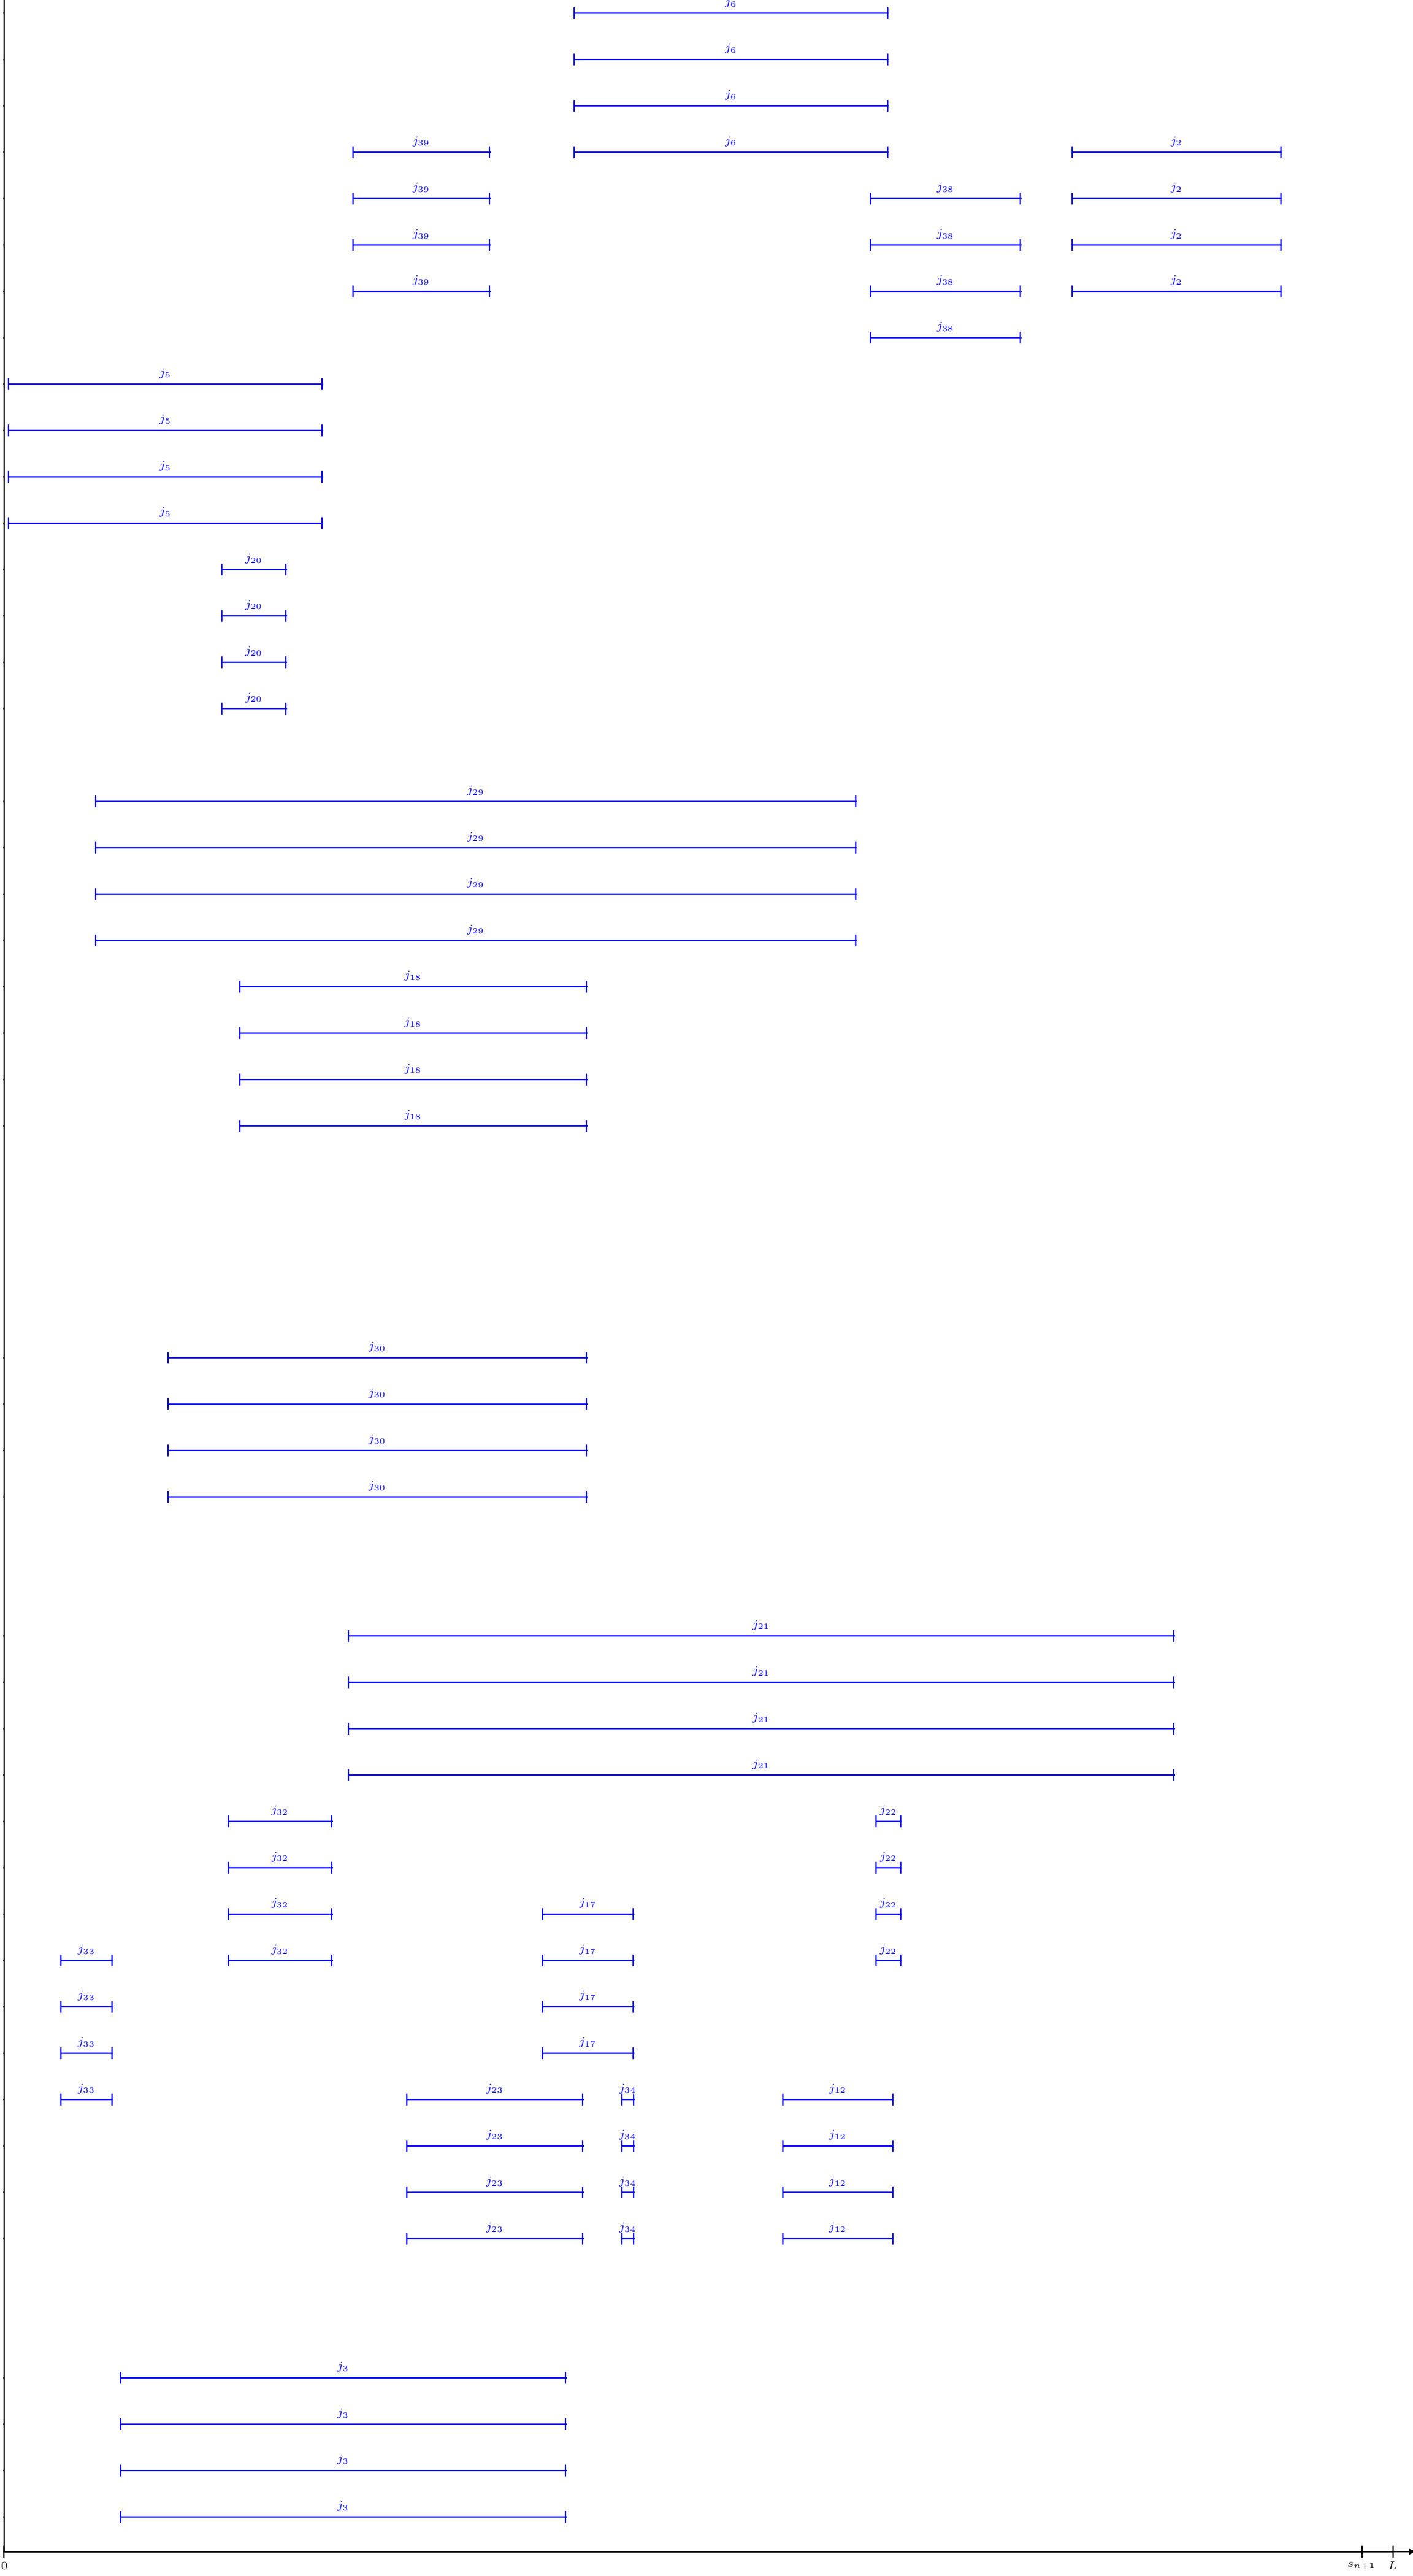 j₆
j₆
j₆
j₃₉ j₆ j₂
j₃₉ j₃₈ j₂
j₃₉ j₃₈ j₂
j₃₉ j₃₈ j₂
j₃₈
j₅
j₅
j₅
j₅
j₂₀
j₂₀
j₂₀
j₂₀
j₂₉
j₂₉
j₂₉
j₂₉
j₁₈
j₁₈
j₁₈
j₁₈
j₃₀
j₃₀
j₃₀
j₃₀
j₂₁
j₂₁
j₂₁
j₂₁
j₃₂ j₂₂
j₃₂ j₂₂
j₃₂ j₁₇ j₂₂
j₃₃ j₃₂ j₁₇ j₂₂
j₃₃ j₁₇
j₃₃ j₁₇
j₃₃ j₂₃ j₃₄ j₁₂
j₂₃ j₃₄ j₁₂
j₂₃ j₃₄ j₁₂
j₂₃ j₃₄ j₁₂
j₃
j₃
j₃
j₃
0 sₙ₊₁ L